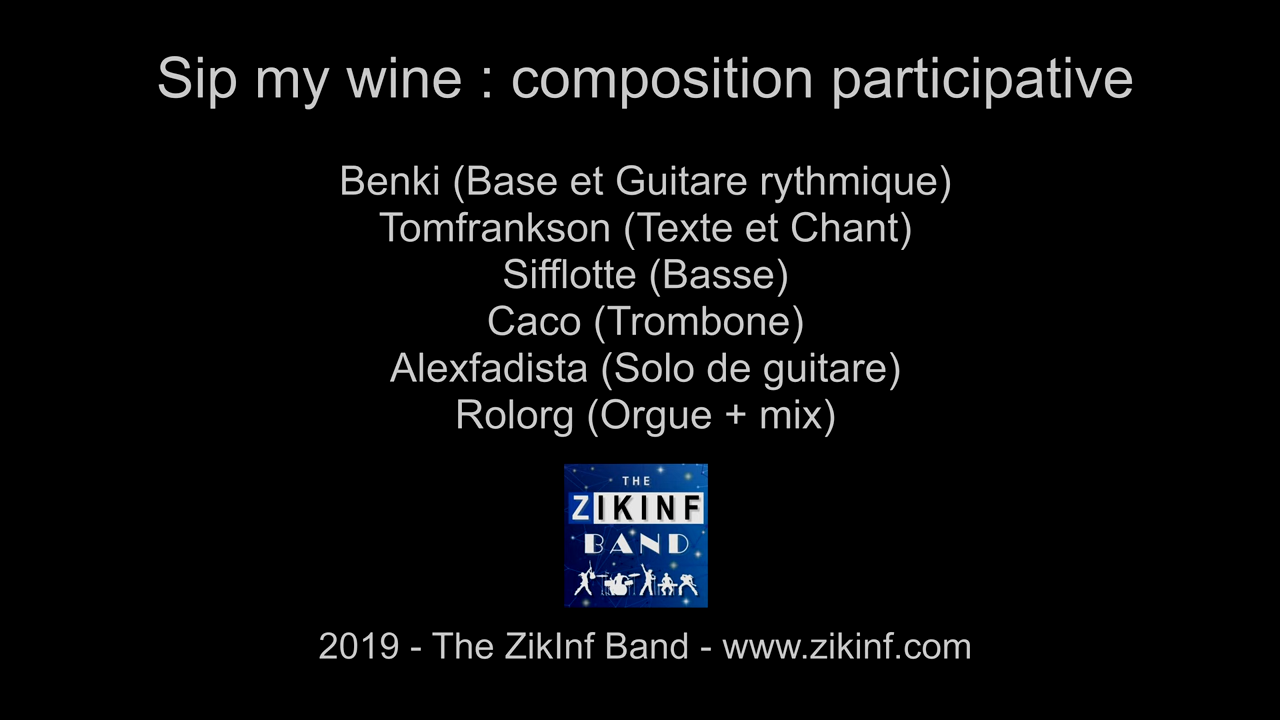 Sip my wine : composition participative
Benki (Base et Guitare rythmique)
Tomfrankson (Texte et Chant)
Sifflotte (Basse)
Caco (Trombone)
Alexfadista (Solo de guitare)
Rolorg (Orgue + mix)
THE
ZIKINF
BAND
2019 - The ZikInf Band - www.zikinf.com